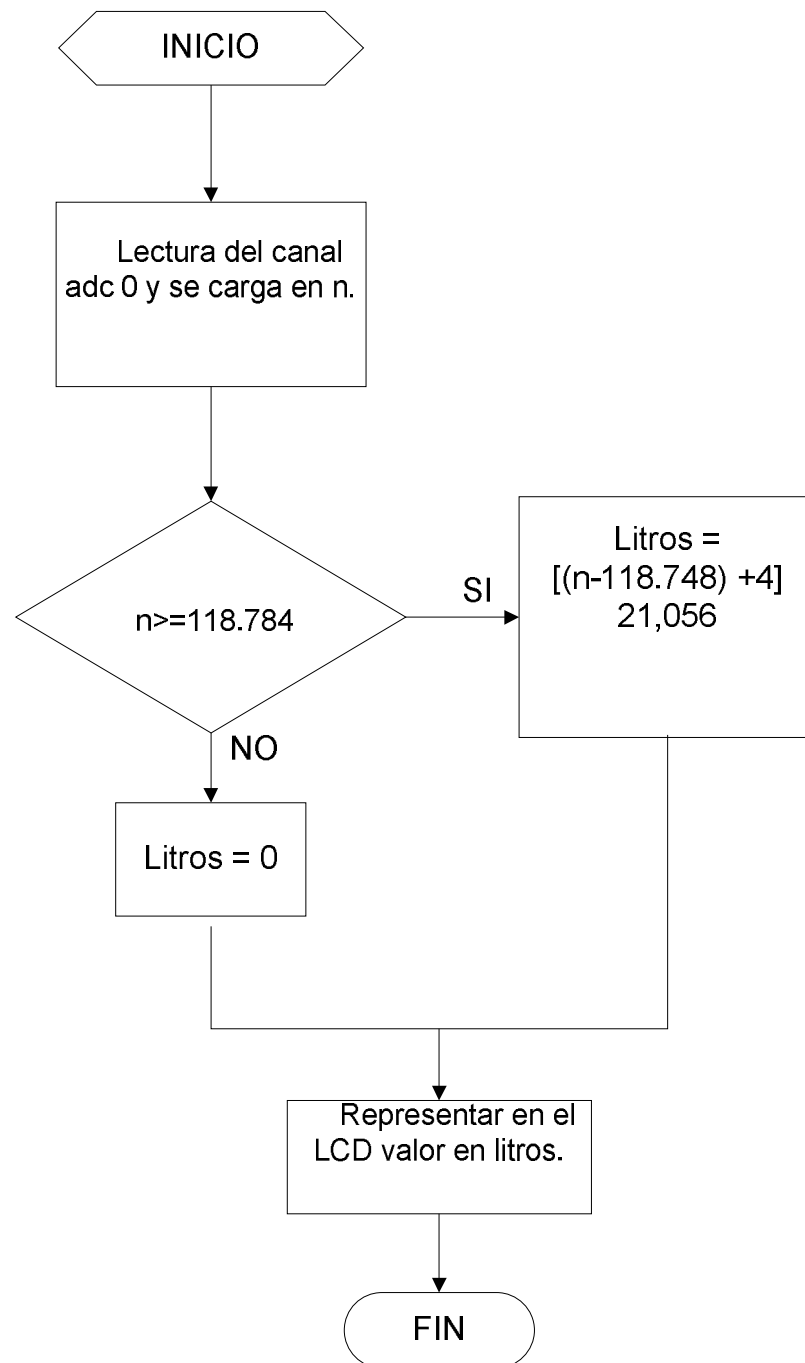 INICIO
Lectura del canal
adc 0 y se carga en n.
n>=118.784
SI
Litros =
[(n-118.748) +4]
21,056
NO
Litros = 0
Representar en el
LCD valor en litros.
FIN